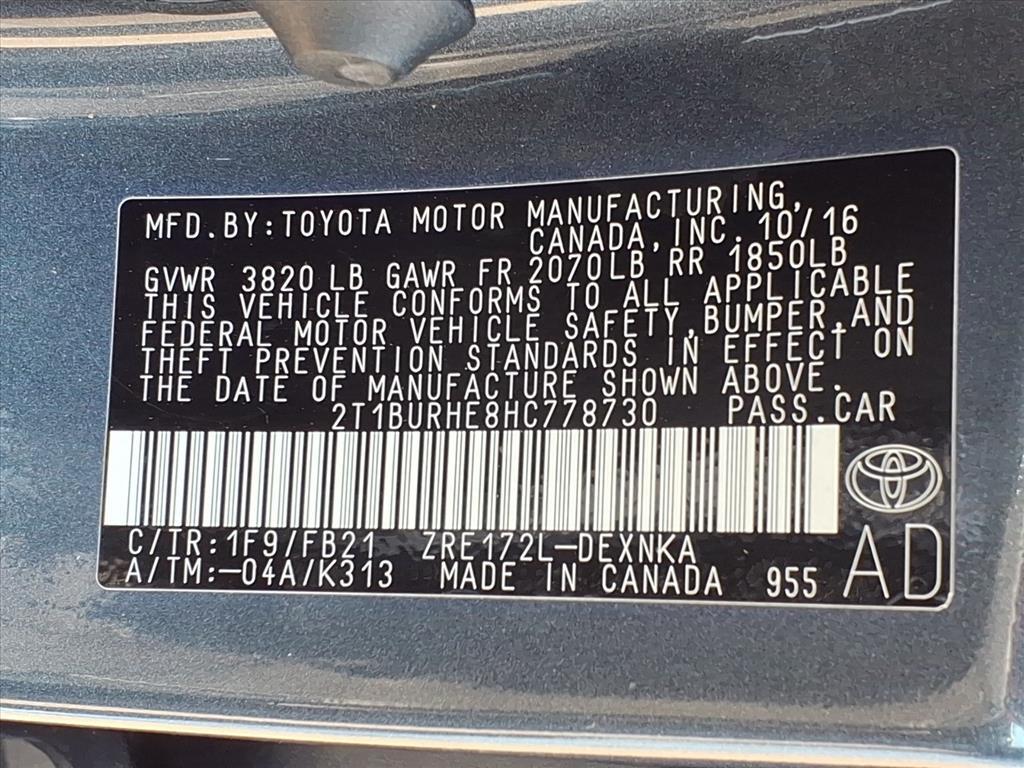 MFD.BY:TOYOTA MOTOR MANUFACTURING,
CANADA,INC. 10/16
GVWR 3820 LB GAWR FR 2070LB RR 1850LB
THIS VEHICLE CONFORMS TO ALL APPLICABLE
FEDERAL MOTOR VEHICLE SAFETY,BUMPER,AND
THEFT PREVENTION STANDARDS IN EFFECT ON
THE DATE OF MANUFACTURE SHOWN ABOVE.
2T1BURHE8HC778730 PASS.CAR
C/TR:1F9/FB21 ZRE172L-DEXNKA
A/TM:-04A/K313 MADE IN CANADA 955 AD